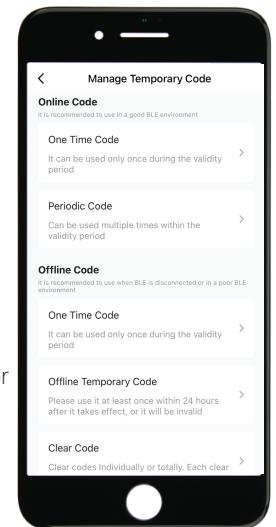 Manage Temporary Code
Online Code
It is recommended to use in a good BLE environment
One Time Code
It can be used only once during the validity
period
Periodic Code
Can be used multiple times within the
validity period
Offline Code
It is recommended to use when BLE is disconnected or in a poor BLE
environment
One Time Code
It can be used only once during the validity
period
or
Offline Temporary Code
Please use it at least once within 24 hours
after it takes effect, or it will be invalid
Clear Code
Clear codes Individually or totally. Each clear